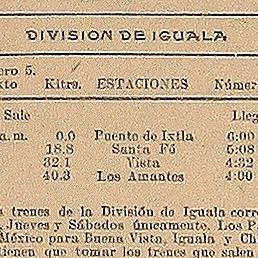 DIVISION DE IGUALA
ero 5.
xto Kltrs. ESTACIONES Número
Sale Lleg
a.m. 0.0 Puente de Ixtla 6:00
18.8 Santa Fé 5:08
32.1 Vista 4:32
40.3 Los Amantes 4:00
s trenes de la División de Iguala corre
, Jueves y Sábados únicamente. Los P
México para Buena Vista, Iguala y Ch
tienen que tomar los trenes que salen